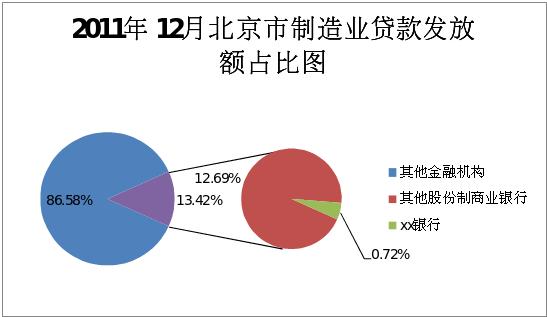 2011年 12月北京市制造业贷款发放
额占比图
86.58%
12.69%
13.42%
0.72%
其他金融机构
其他股份制商业银行
xx银行